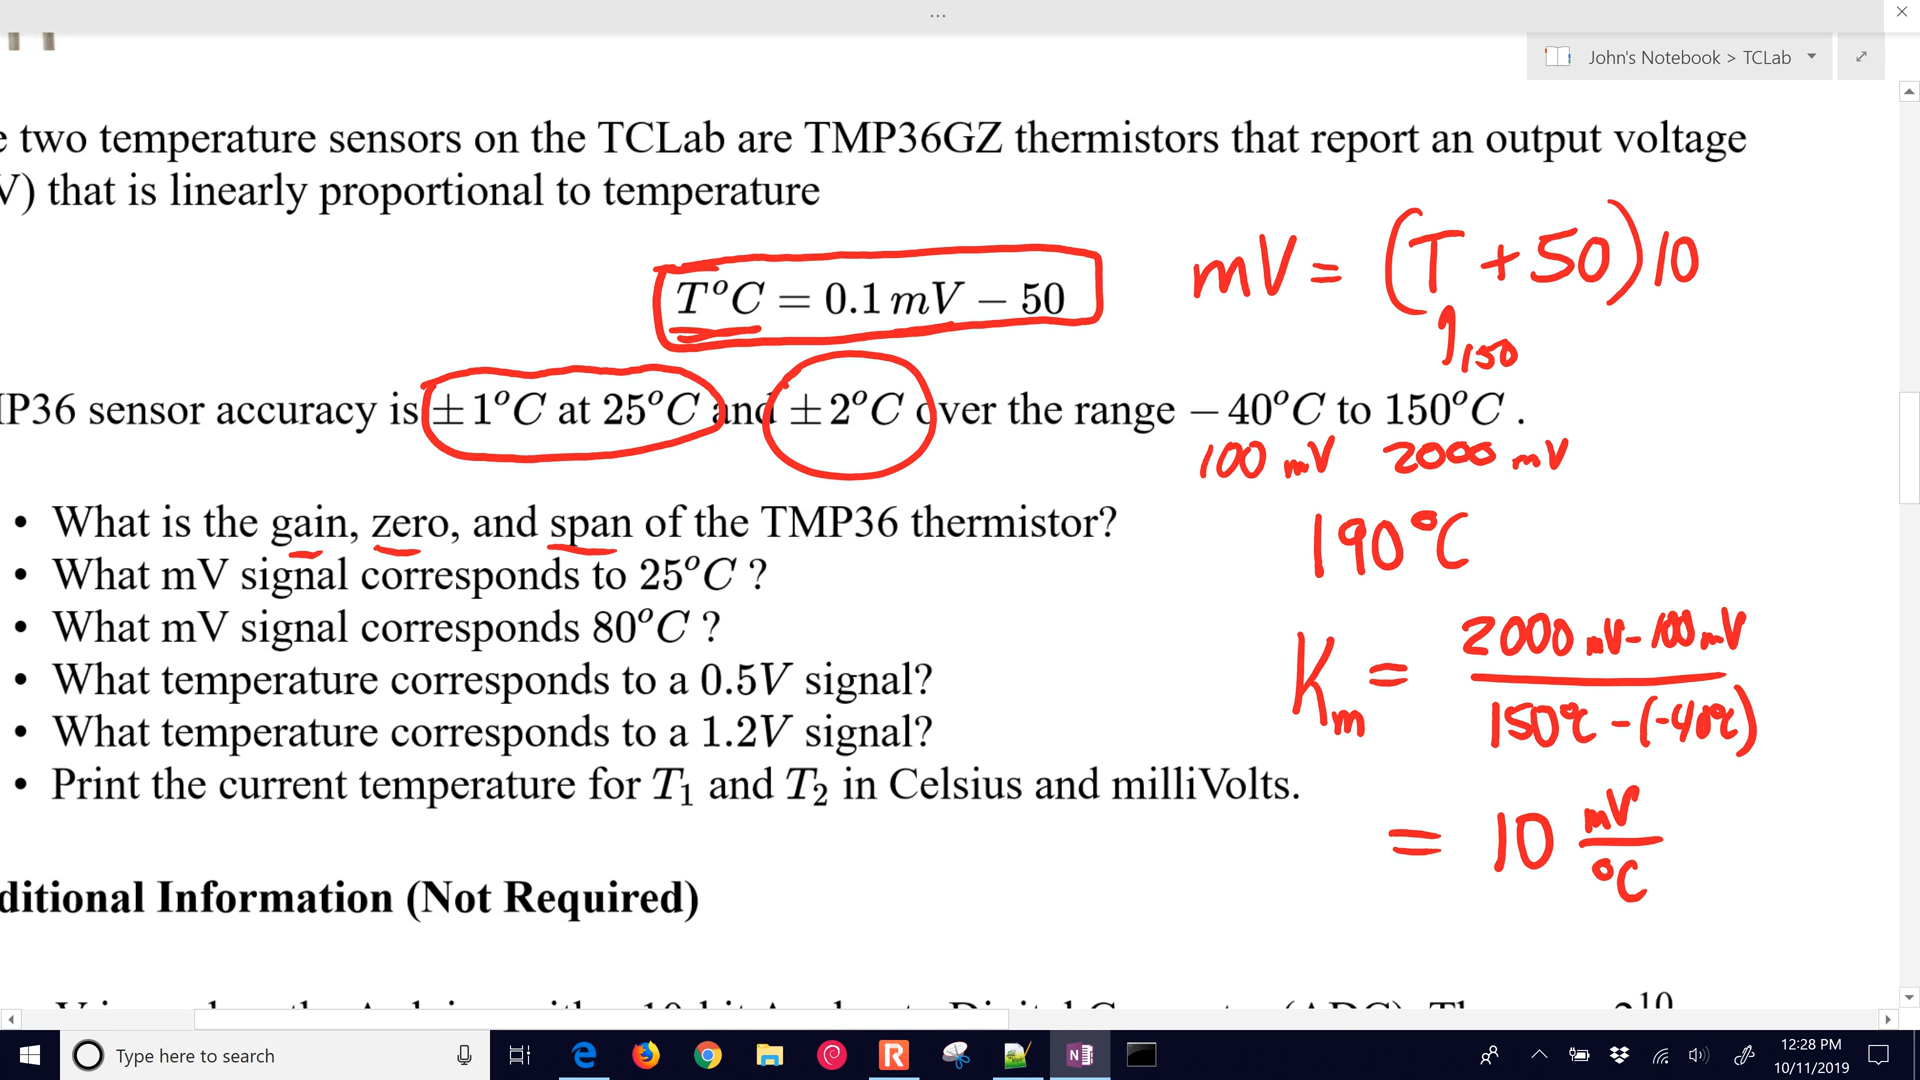 John's Notebook > TCLab
e two temperature sensors on the TCLab are TMP36GZ thermistors that report an output voltage
V) that is linearly proportional to temperature
mV = (T + 50)10
T°C = 0.1 mV − 50
150
IP36 sensor accuracy is ±1°C at 25°C and ±2°C over the range −40°C to 150°C .
100 mV 2000 mV
• What is the gain, zero, and span of the TMP36 thermistor?
190°C
• What mV signal corresponds to 25°C ?
• What mV signal corresponds 80°C ?
Km = 2000 mV - 100 mV
150°C - (-40°C)
• What temperature corresponds to a 0.5V signal?
• What temperature corresponds to a 1.2V signal?
• Print the current temperature for T1 and T2 in Celsius and milliVolts.
= 10 mV
°C
ditional Information (Not Required)
Type here to search
12:28 PM
10/11/2019